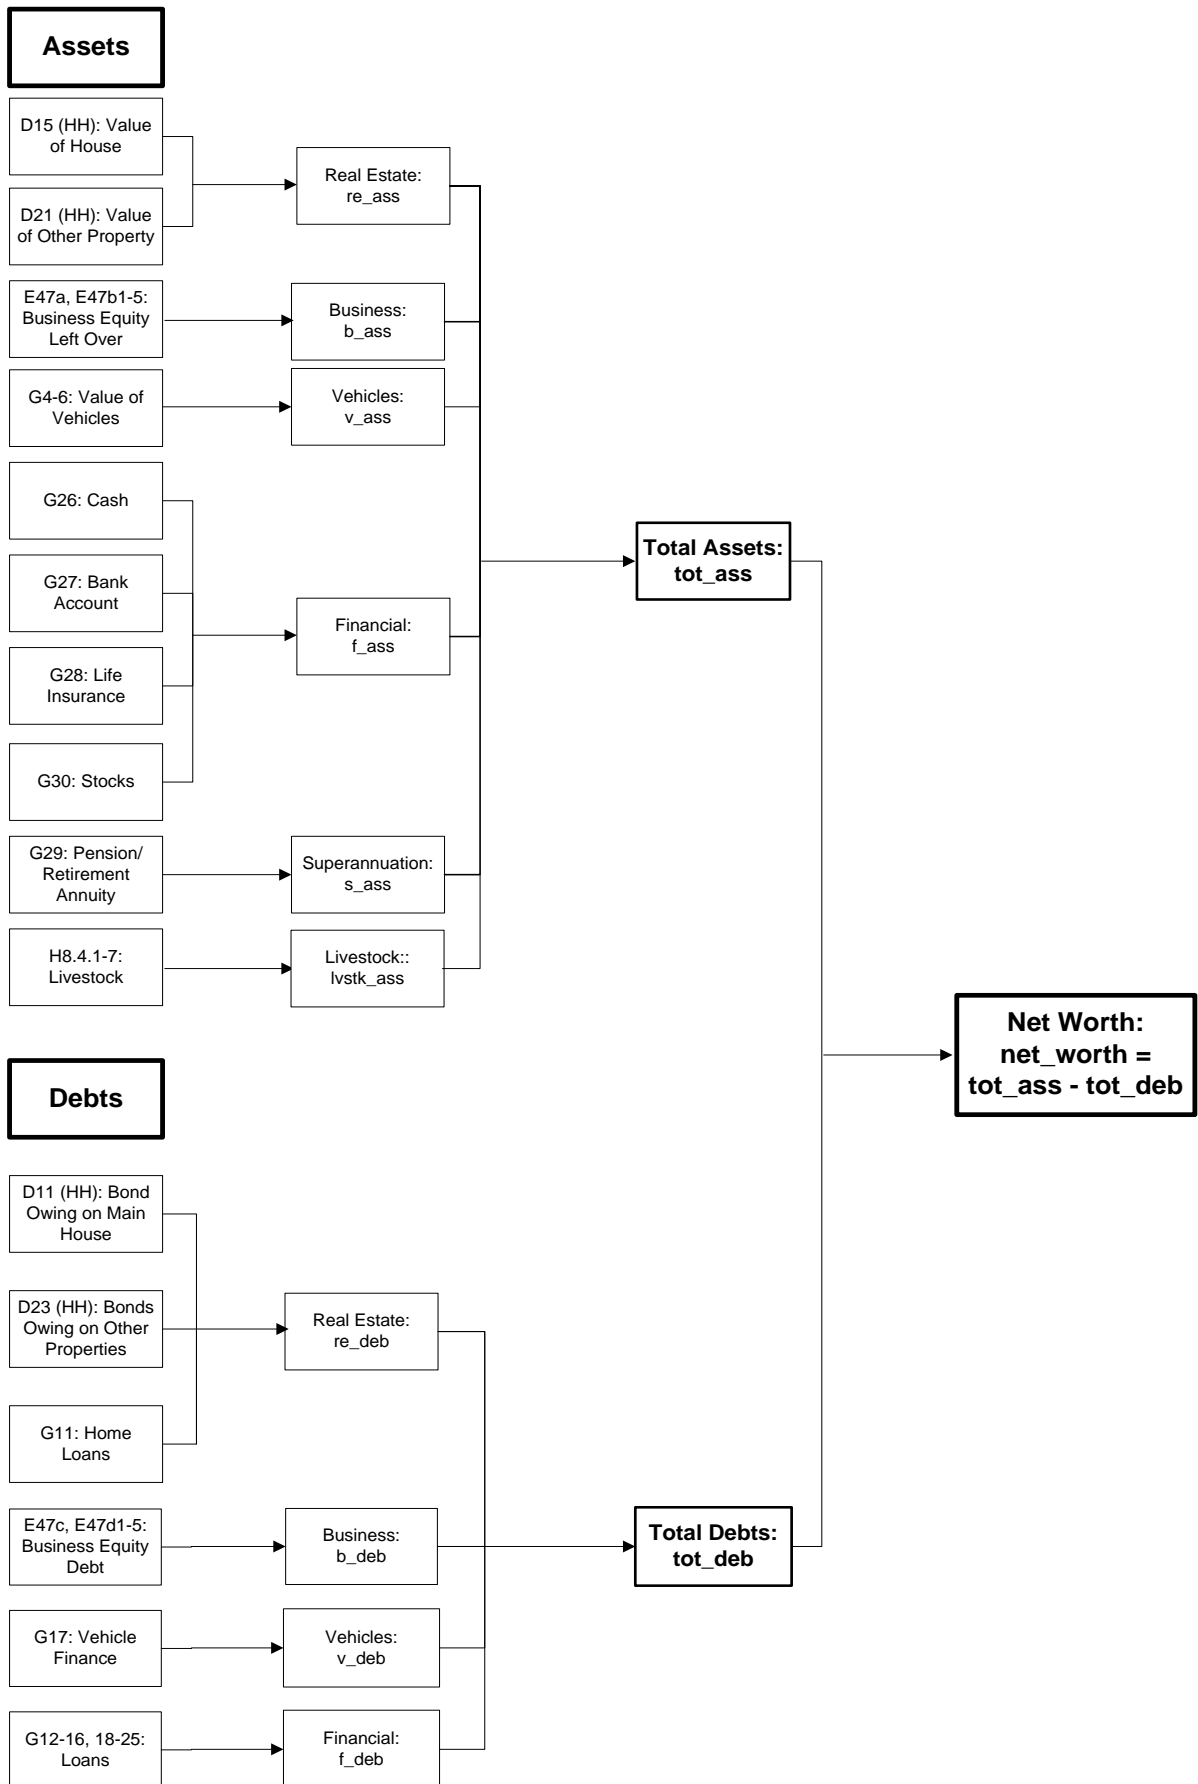 Assets
D15 (HH): Value
of House
D21 (HH): Value
of Other Property
Real Estate:
re_ass
E47a, E47b1-5:
Business Equity
Left Over
Business:
b_ass
G4-6: Value of
Vehicles
Vehicles:
v_ass
G26: Cash
G27: Bank
Account
G28: Life
Insurance
G30: Stocks
Financial:
f_ass
Total Assets:
tot_ass
G29: Pension/
Retirement
Annuity
Superannuation:
s_ass
H8.4.1-7:
Livestock
Livestock::
lvstk_ass
Net Worth:
net_worth =
tot_ass - tot_deb
Debts
D11 (HH): Bond
Owing on Main
House
D23 (HH): Bonds
Owing on Other
Properties
G11: Home
Loans
Real Estate:
re_deb
E47c, E47d1-5:
Business Equity
Debt
Business:
b_deb
Total Debts:
tot_deb
G17: Vehicle
Finance
Vehicles:
v_deb
G12-16, 18-25:
Loans
Financial:
f_deb